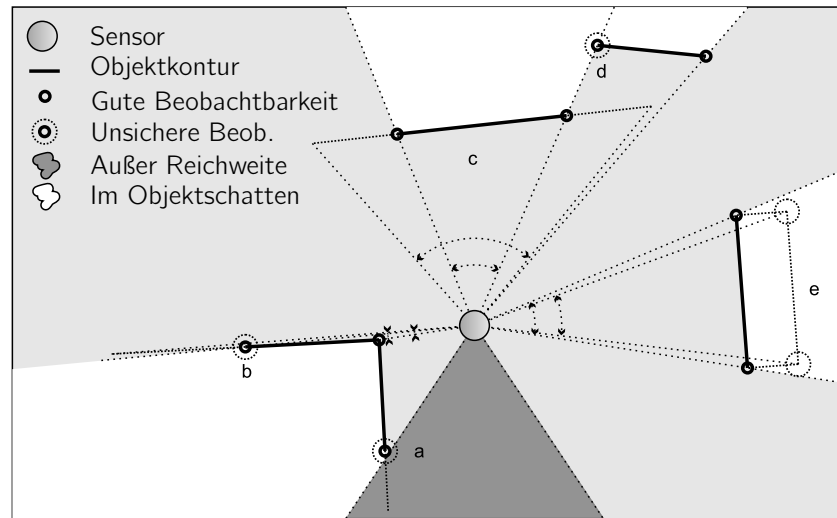 Sensor
Objektkontur
Gute Beobachtbarkeit
Unsichere Beob.
Außer Reichweite
Im Objektschatten
d
c
e
b
a